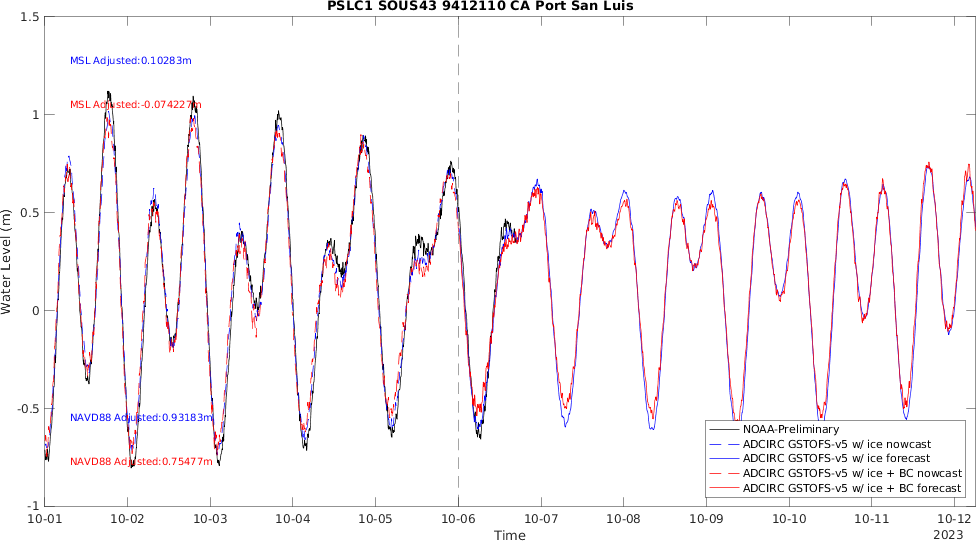 PSLC1 SOUS43 9412110 CA Port San Luis
1.5
MSL Adjusted:0.10283m
MSL Adjusted:-0.074227m
1
0.5
Water Level (m)
0
-0.5
NAVD88 Adjusted:0.93183m
NAVD88 Adjusted:0.75477m
-1
NOAA-Preliminary
ADCIRC GSTOFS-v5 w/ ice nowcast
ADCIRC GSTOFS-v5 w/ ice forecast
ADCIRC GSTOFS-v5 w/ ice + BC nowcast
ADCIRC GSTOFS-v5 w/ ice + BC forecast
10-01 10-02 10-03 10-04 10-05 10-06 10-07 10-08 10-09 10-10 10-11 10-12
Time
2023